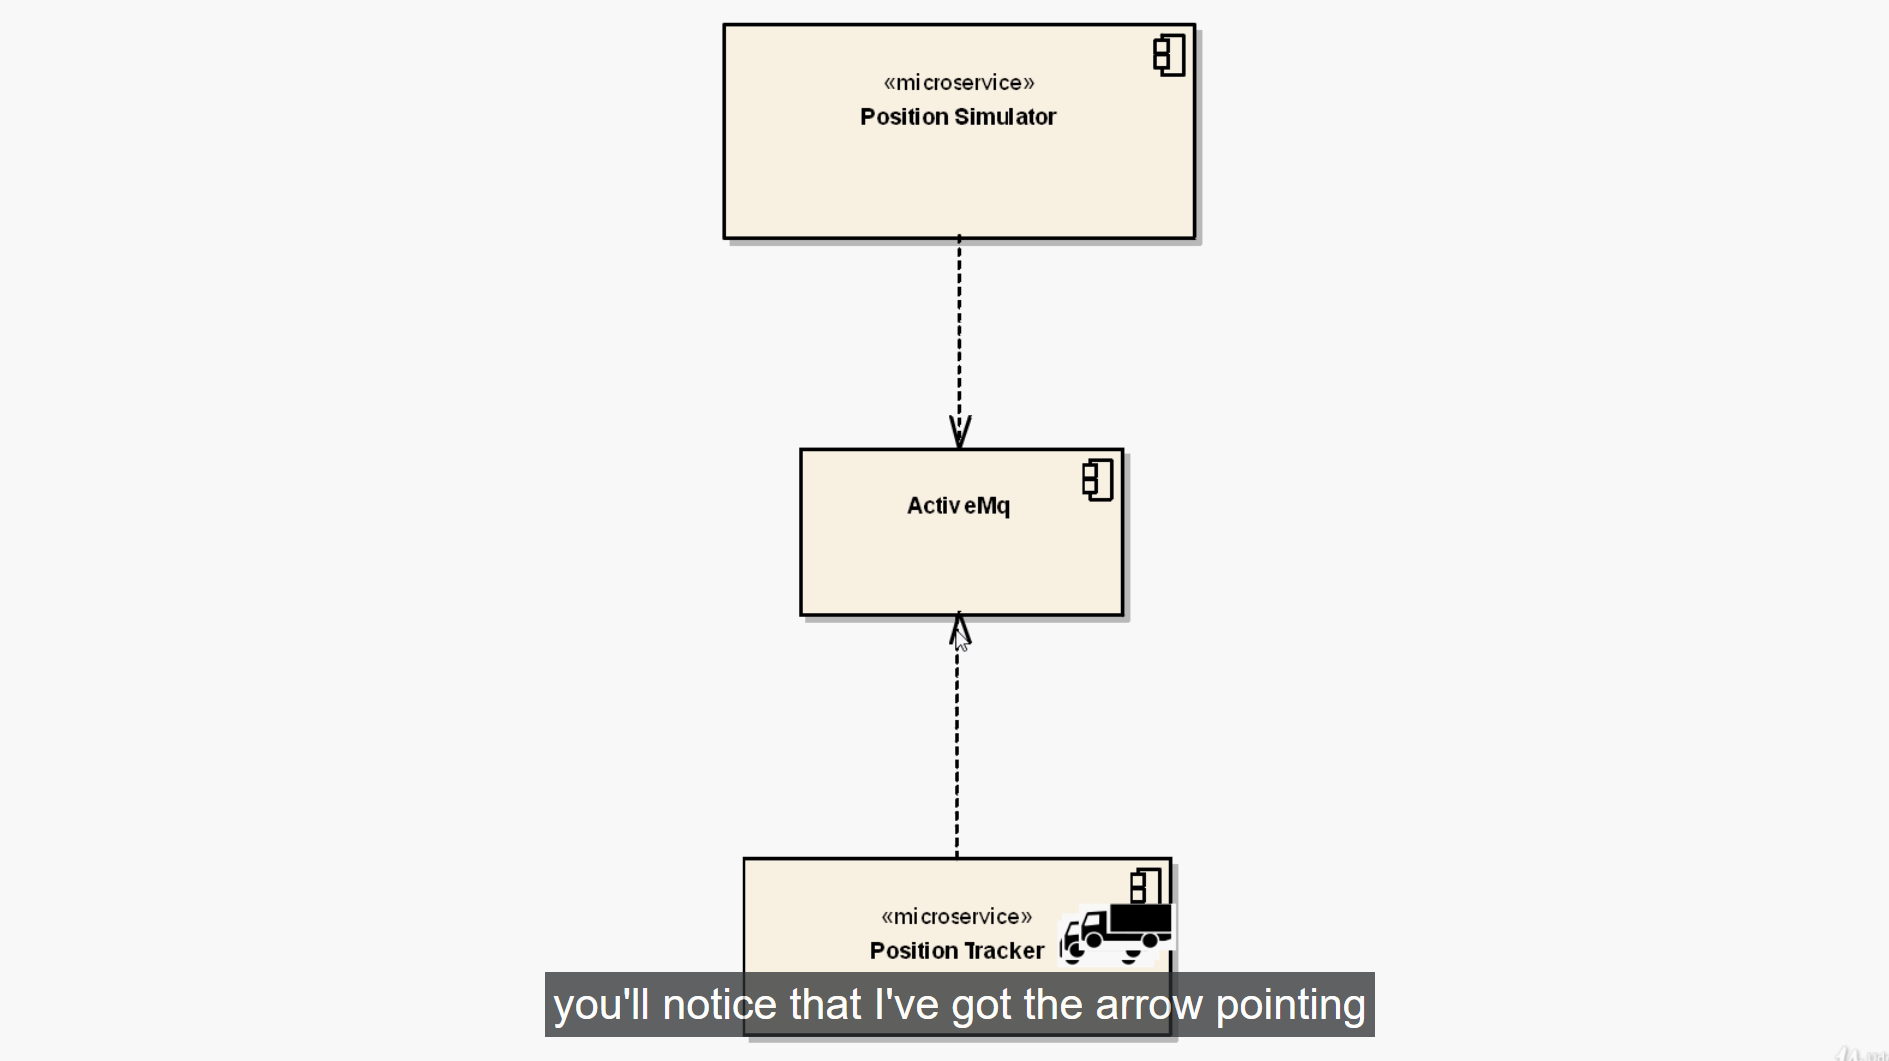 «microservice»
Position Simulator
ActiveMq
«microservice»
Position Tracker
you'll notice that I've got the arrow pointing